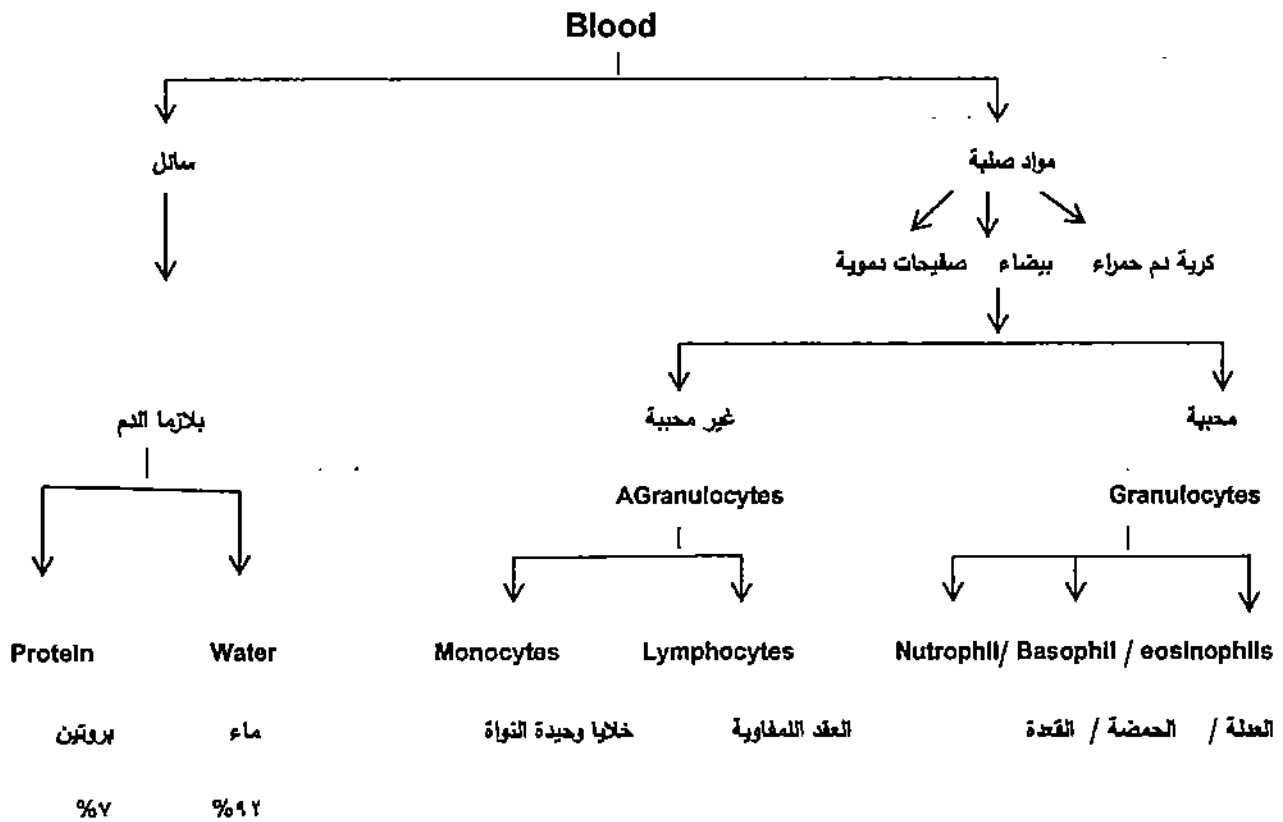 Blood
سائل مواد صلبة
كرية دم حمراء بيضاء صفيحات دموية
بلازما الدم غير محببة محببة
AGranulocytes Granulocytes
Protein Water Monocytes Lymphocytes Nutrophil/ Basophil / eosinophils
بروتين ماء خلايا وحيدة النواة العقد اللمفاوية العدلة / الحمضة / القعدة
%٧ %٩٢